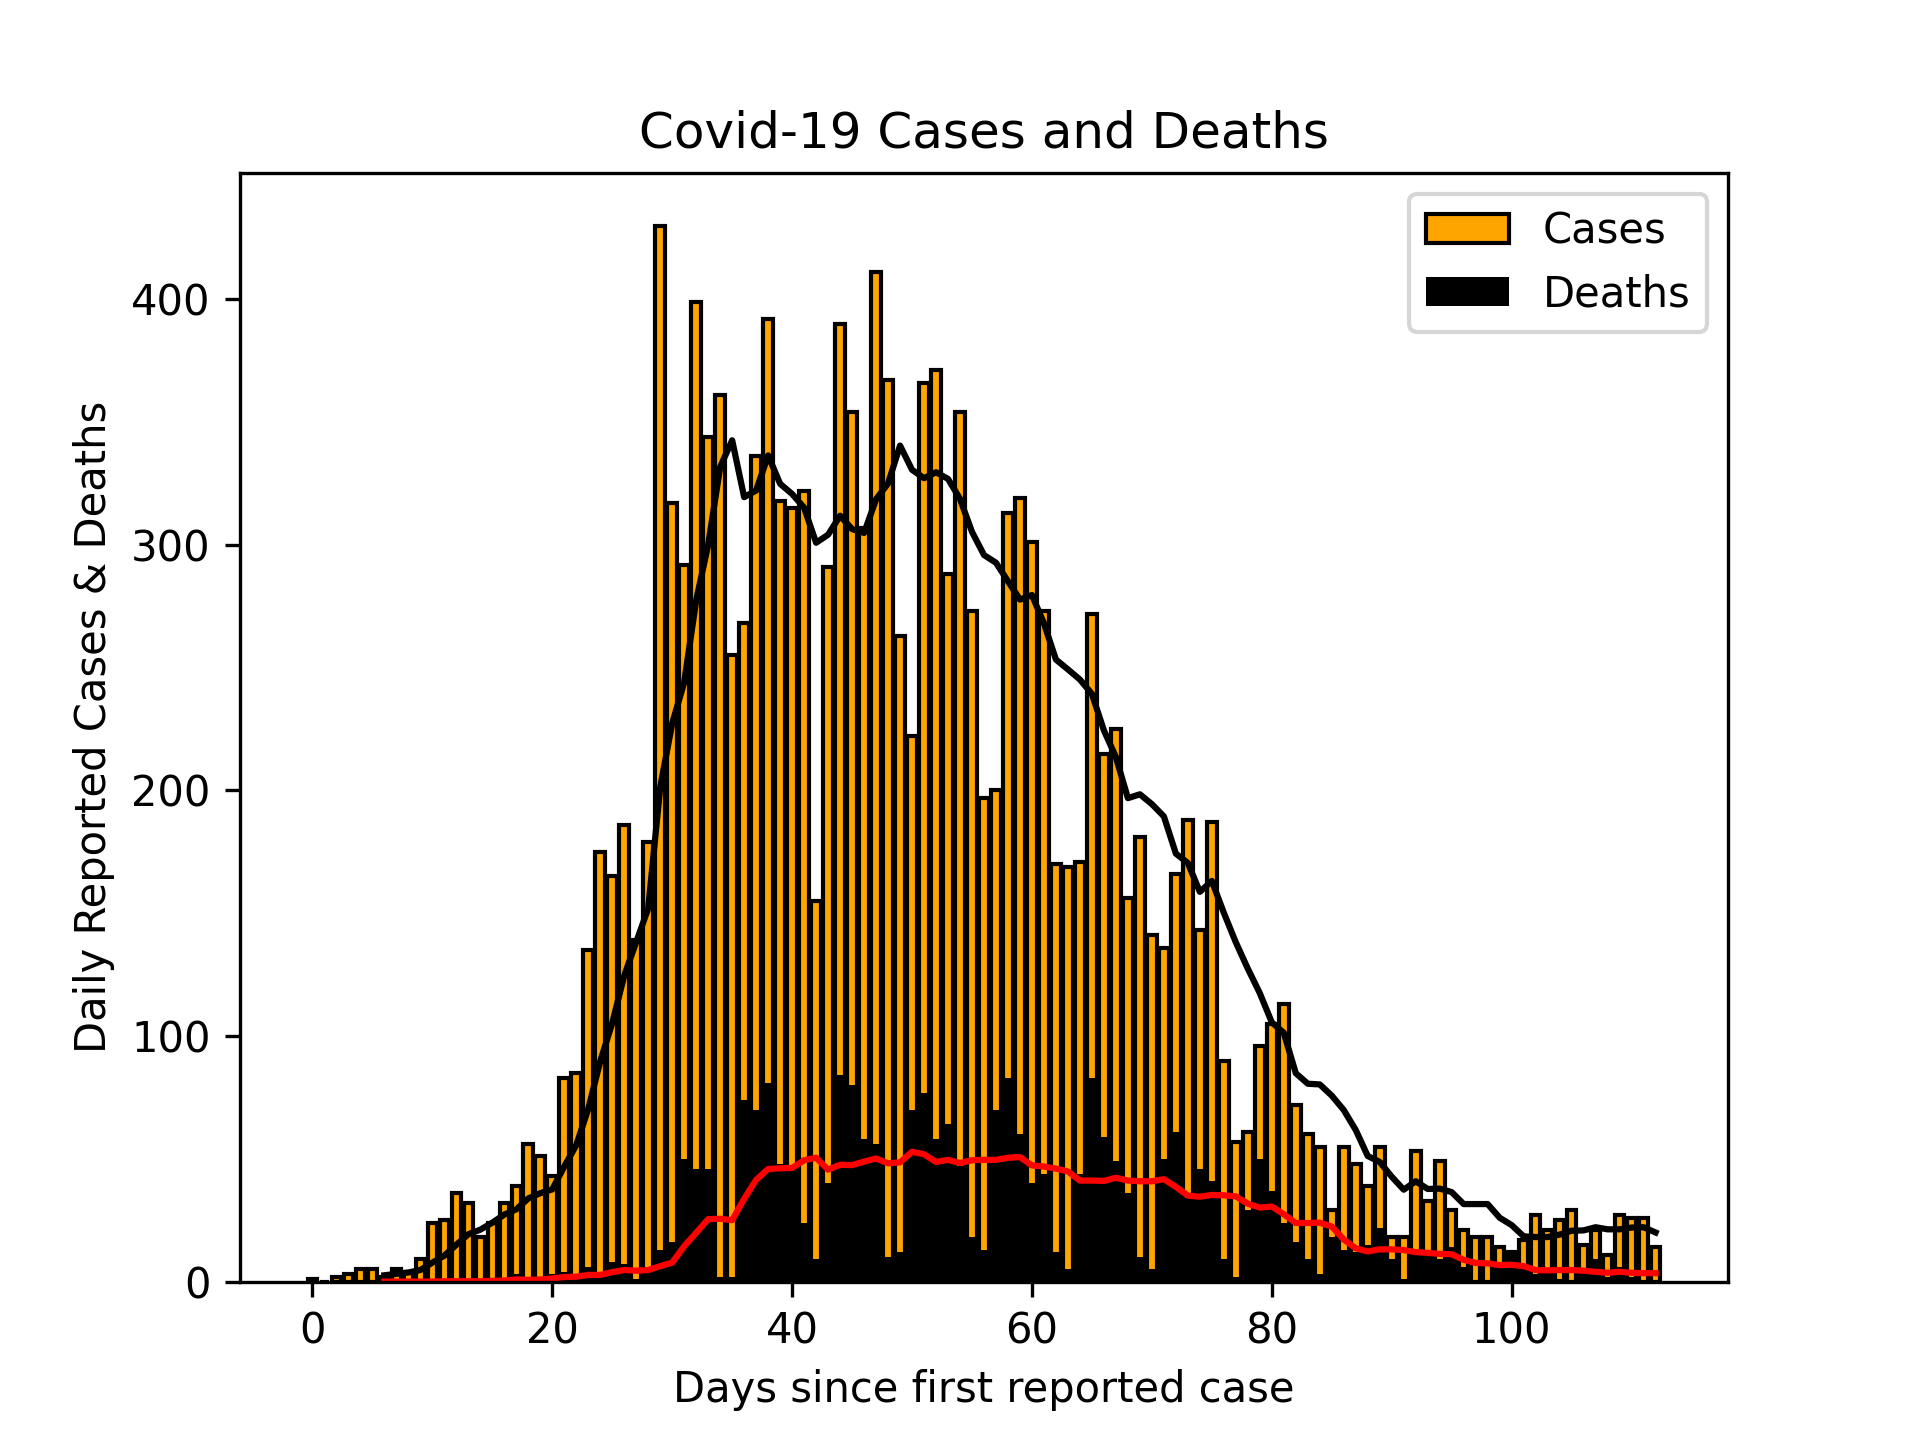 Covid-19 Cases and Deaths
Cases
Deaths
400
300
200
100
0
Daily Reported Cases & Deaths
0 20 40 60 80 100
Days since first reported case